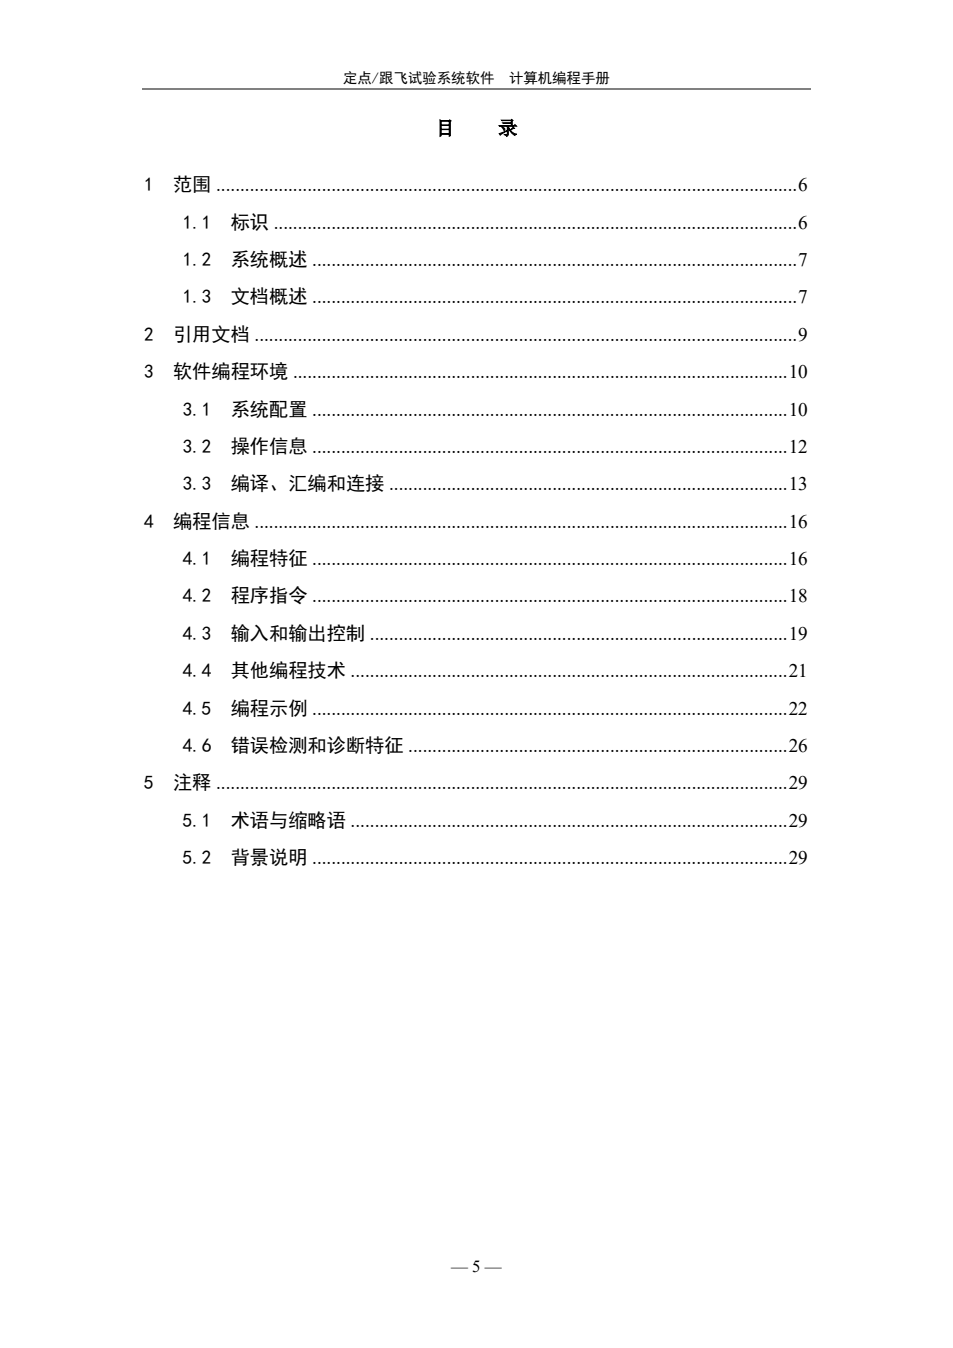 定点/跟飞试验系统软件　计算机编程手册
目　录
1　范围......6
1.1　标识......6
1.2　系统概述......7
1.3　文档概述......7
2　引用文档......9
3　软件编程环境......10
3.1　系统配置......10
3.2　操作信息......12
3.3　编译、汇编和连接......13
4　编程信息......16
4.1　编程特征......16
4.2　程序指令......18
4.3　输入和输出控制......19
4.4　其他编程技术......21
4.5　编程示例......22
4.6　错误检测和诊断特征......26
5　注释......29
5.1　术语与缩略语......29
5.2　背景说明......29
— 5 —